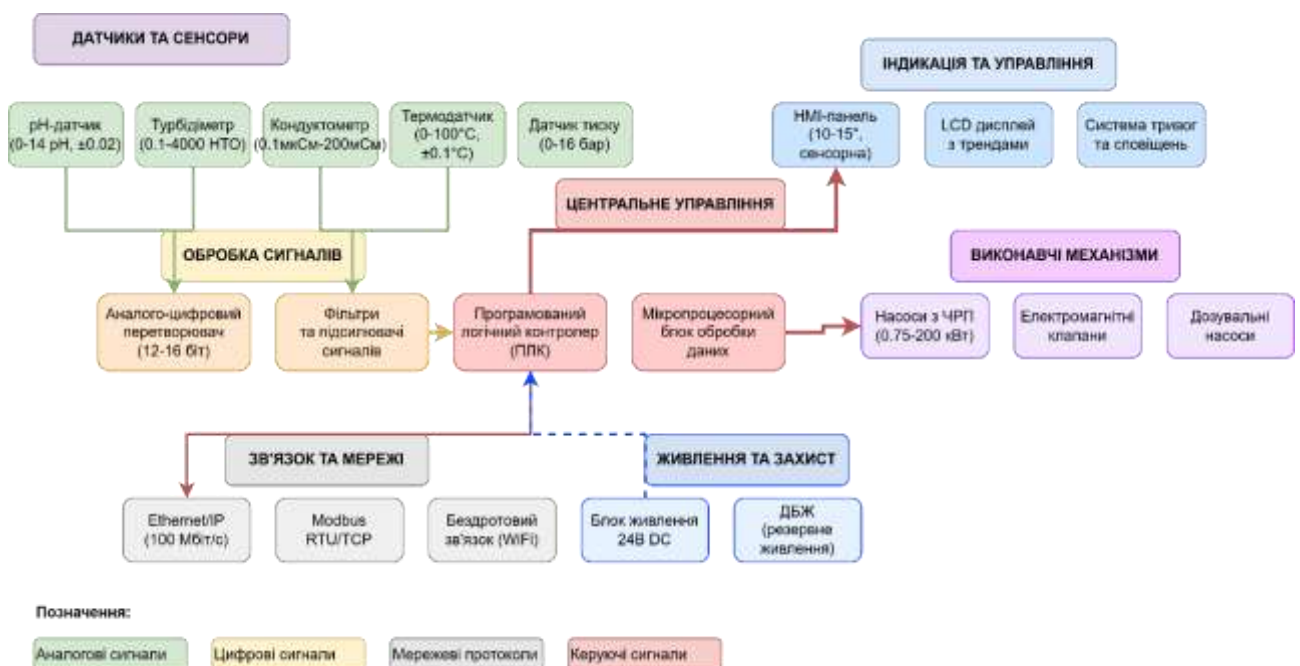 ДАТЧИКИ ТА СЕНСОРИ
ІНДИКАЦІЯ ТА УПРАВЛІННЯ
pH-датчик
(0-14 pH, ±0.02)
Турбідіметр
(0.1-4000 НТО)
Кондуктометр
(0.1мкСм-200мСм)
Термодатчик
(0-100°C,
±0.1°C)
Датчик тиску
(0-16 бар)
HMI-панель
(10-15",
сенсорна)
LCD дисплей
з трендами
Система тривог
та сповіщень
ЦЕНТРАЛЬНЕ УПРАВЛІННЯ
ОБРОБКА СИГНАЛІВ
ВИКОНАВЧІ МЕХАНІЗМИ
Аналого-цифровий
перетворювач
(12-16 біт)
Фільтри
та підсилювачі
сигналів
Програмований
логічний контролер
(ПЛК)
Мікропроцесорний
блок обробки
даних
Насоси з ЧРП
(0.75-200 кВт)
Електромагнітні
клапани
Дозувальні
насоси
ЗВ'ЯЗОК ТА МЕРЕЖІ
ЖИВЛЕННЯ ТА ЗАХИСТ
Ethernet/IP
(100 Мбіт/с)
Modbus
RTU/TCP
Бездротовий
зв'язок (WiFi)
Блок живлення
24В DC
ДБЖ
(резервне
живлення)
Позначення:
Аналогові сигнали
Цифрові сигнали
Мережеві протоколи
Керуючі сигнали